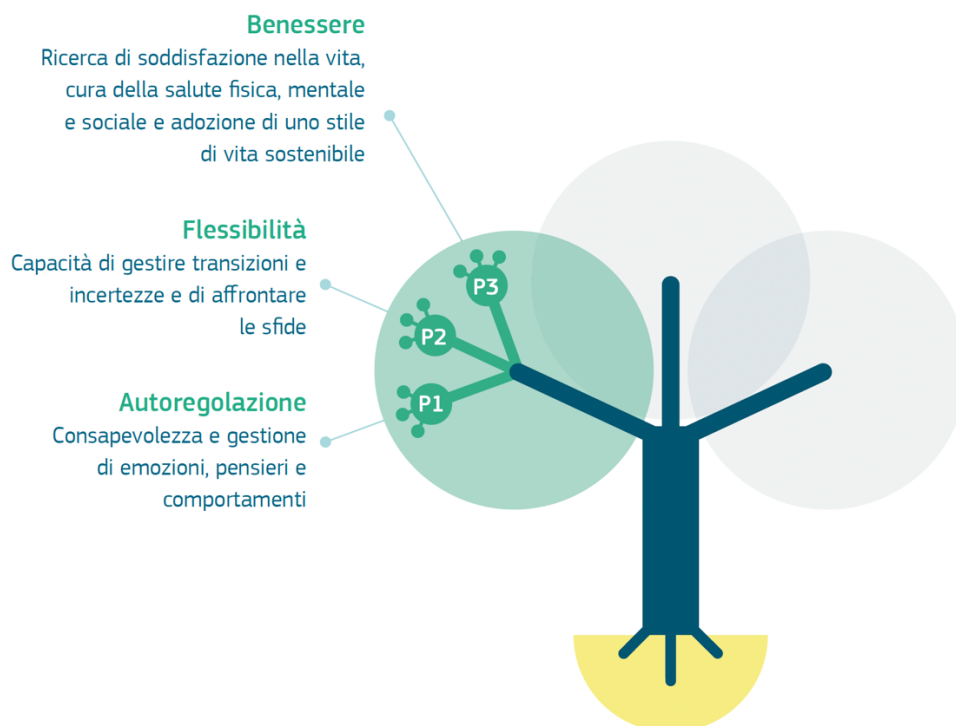 Benessere
Ricerca di soddisfazione nella vita,
cura della salute fisica, mentale
e sociale e adozione di uno stile
di vita sostenibile
Flessibilità
Capacità di gestire transizioni e
incertezze e di affrontare
le sfide
Autoregolazione
Consapevolezza e gestione
di emozioni, pensieri e
comportamenti
P3
P2
P1